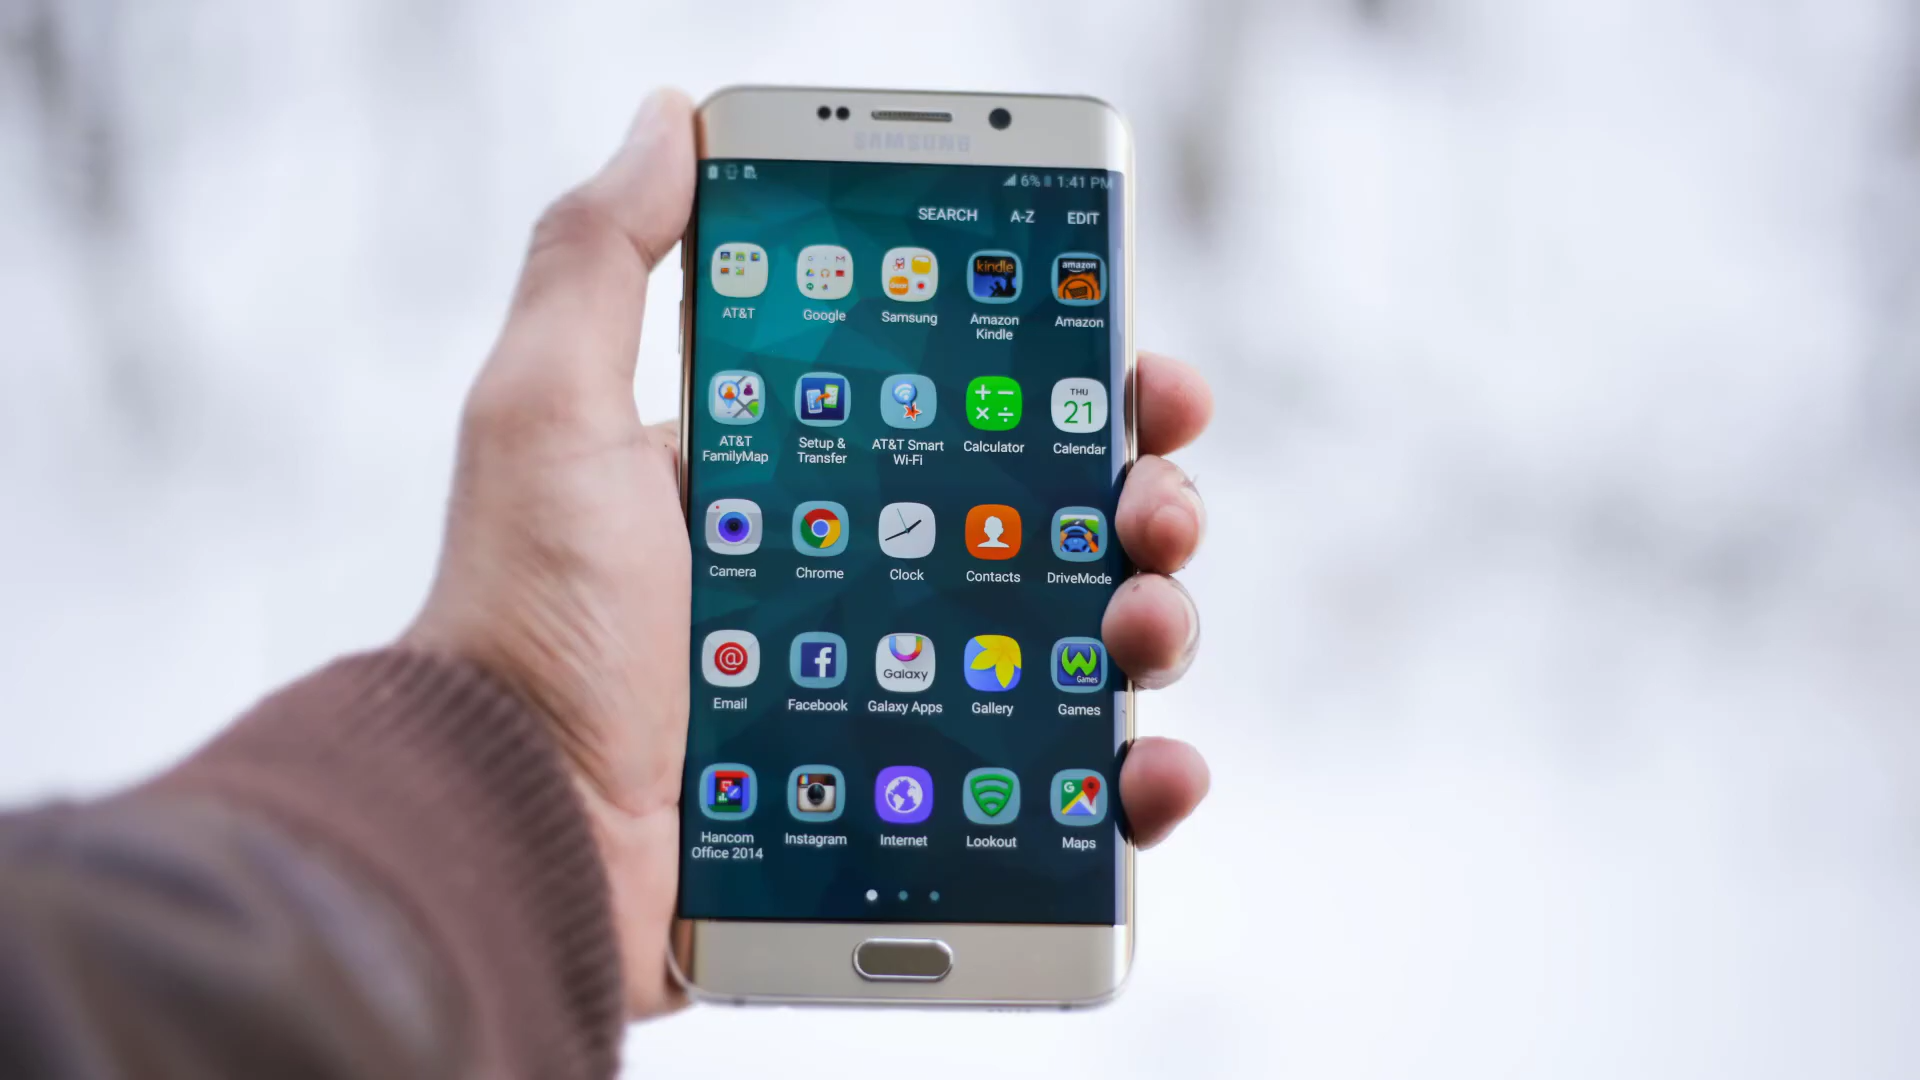 SAMSUNG
6% 1:41 PM
SEARCH A-Z EDIT
kindle amazon
AT&T Google Samsung Amazon Kindle Amazon
THU
21
AT&T FamilyMap Setup & Transfer AT&T Smart Wi-Fi Calculator Calendar
Camera Chrome Clock Contacts DriveMode
Galaxy Games
Email Facebook Galaxy Apps Gallery Games
G
Hancom Office 2014 Instagram Internet Lookout Maps